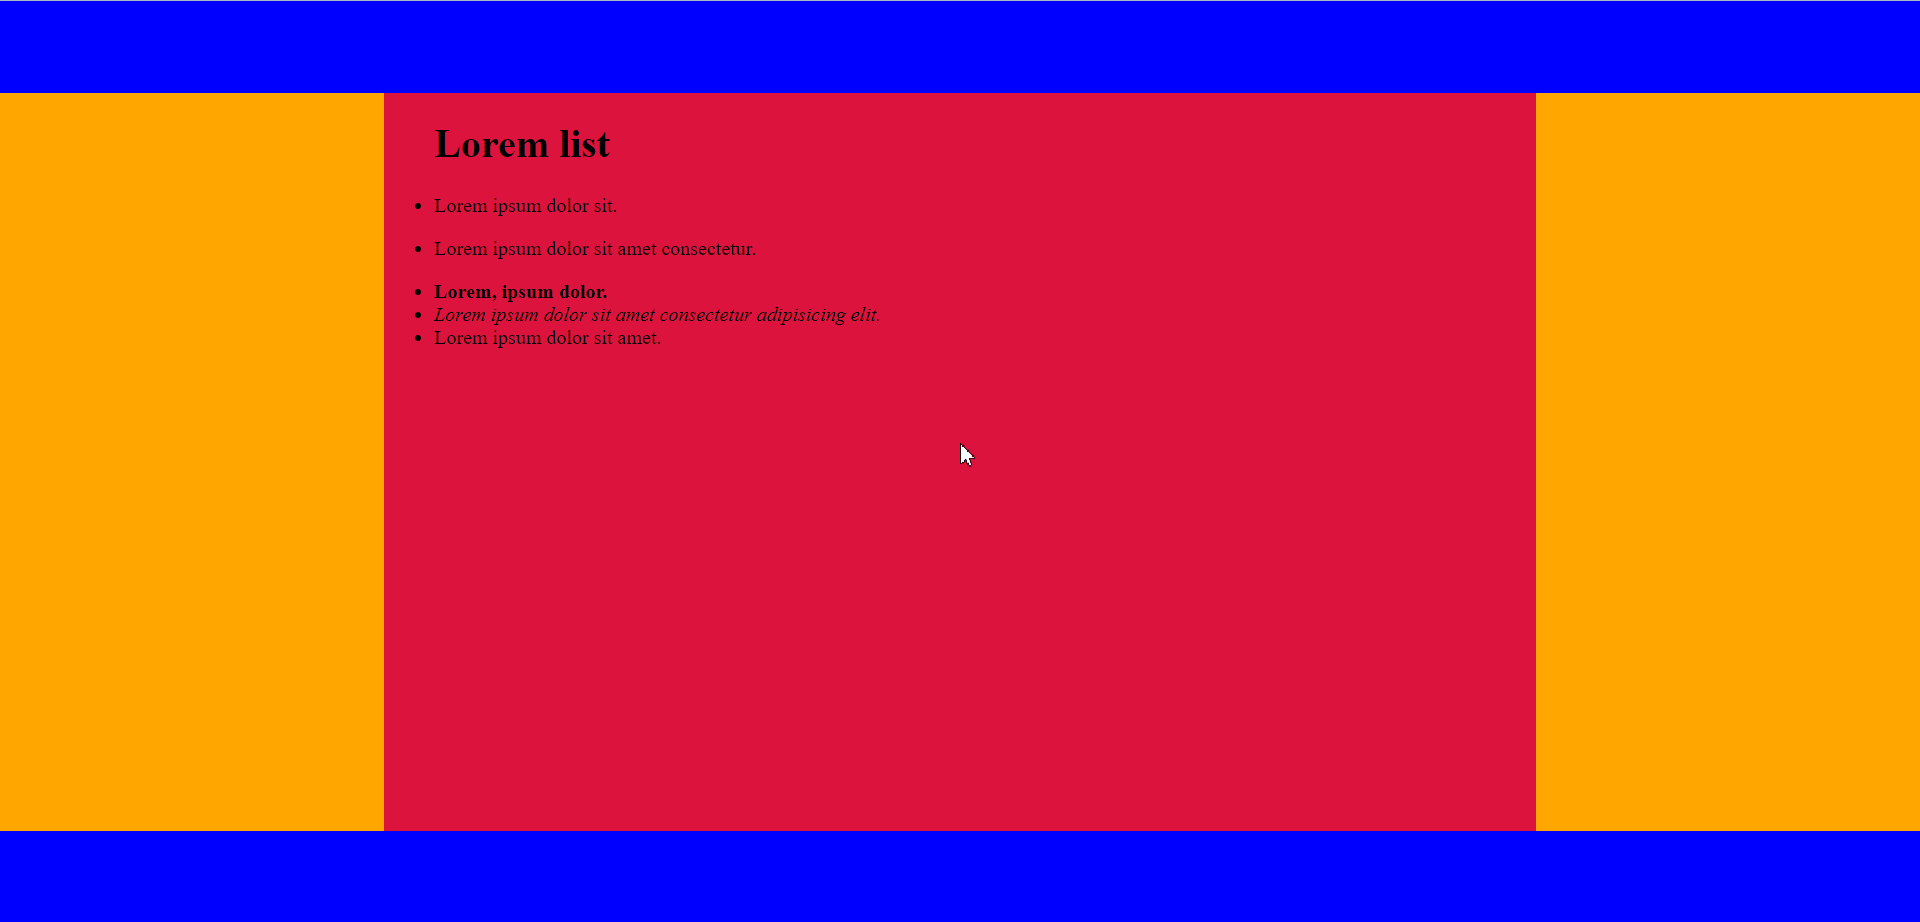 Lorem list
Lorem ipsum dolor sit.
Lorem ipsum dolor sit amet consectetur.
Lorem, ipsum dolor.
Lorem ipsum dolor sit amet consectetur adipisicing elit.
Lorem ipsum dolor sit amet.